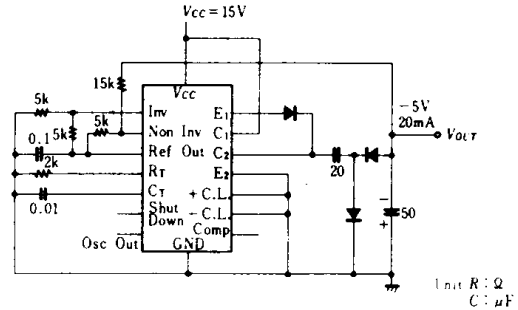 VCC=15V
15k
5k
5k
5k
0.1
2k
0.01
VCC
Inv
Non Inv
Ref Out
RT
CT
Shut
Down
Osc Out
GND
E1
C1
C2
E2
+C.L.
-C.L.
Comp
20
-5V
20mA
VOUT
-
50
+
Unit R : Ω
C : μF